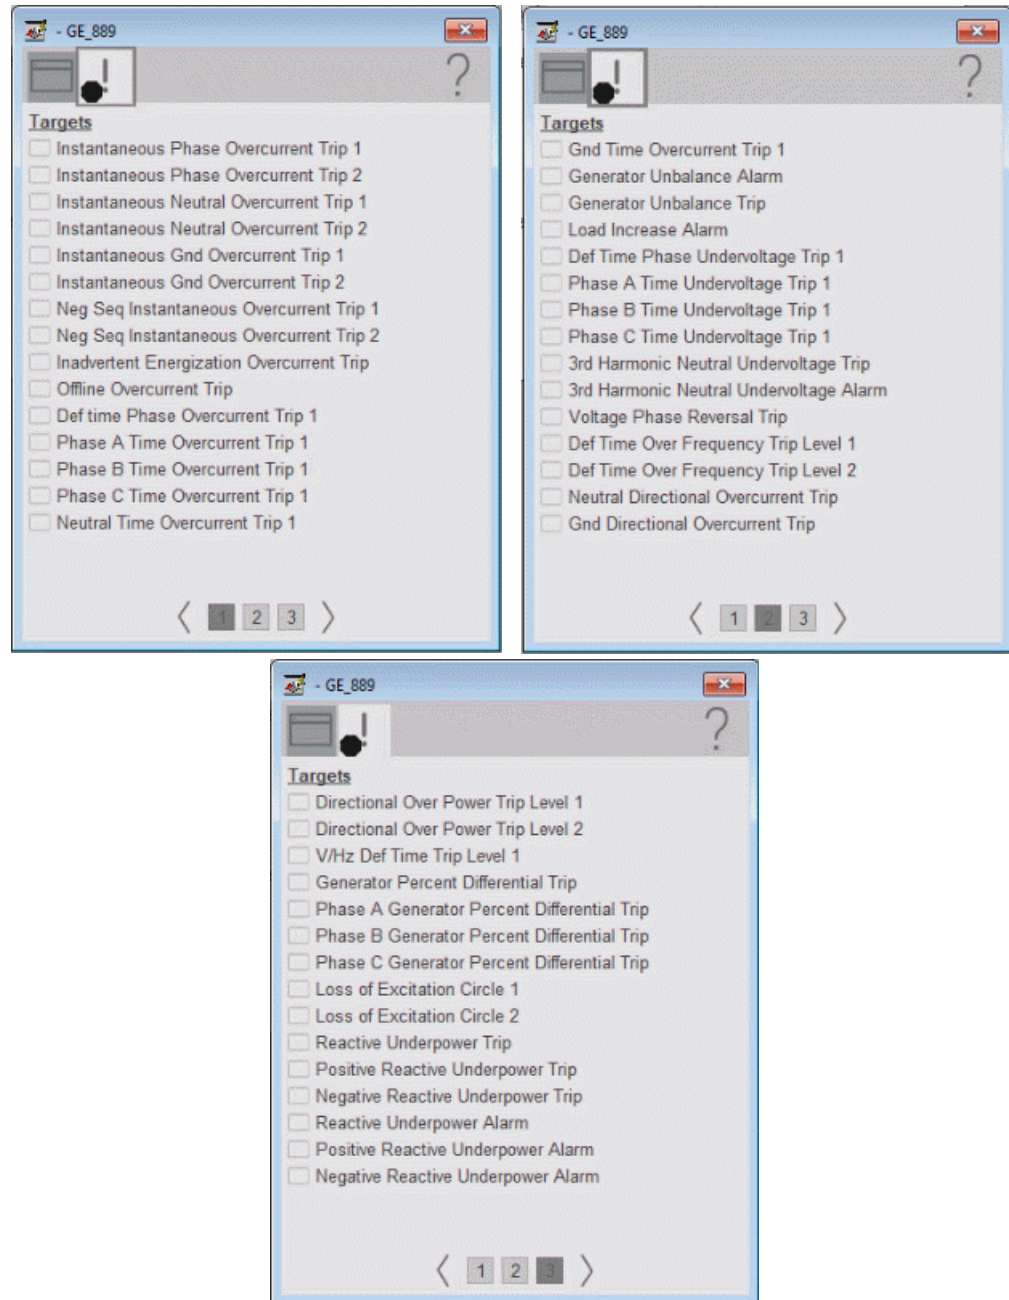 - GE_889
?
Targets
Instantaneous Phase Overcurrent Trip 1
Instantaneous Phase Overcurrent Trip 2
Instantaneous Neutral Overcurrent Trip 1
Instantaneous Neutral Overcurrent Trip 2
Instantaneous Gnd Overcurrent Trip 1
Instantaneous Gnd Overcurrent Trip 2
Neg Seq Instantaneous Overcurrent Trip 1
Neg Seq Instantaneous Overcurrent Trip 2
Inadvertent Energization Overcurrent Trip
Offline Overcurrent Trip
Def time Phase Overcurrent Trip 1
Phase A Time Overcurrent Trip 1
Phase B Time Overcurrent Trip 1
Phase C Time Overcurrent Trip 1
Neutral Time Overcurrent Trip 1
1 2 3
- GE_889
?
Targets
Gnd Time Overcurrent Trip 1
Generator Unbalance Alarm
Generator Unbalance Trip
Load Increase Alarm
Def Time Phase Undervoltage Trip 1
Phase A Time Undervoltage Trip 1
Phase B Time Undervoltage Trip 1
Phase C Time Undervoltage Trip 1
3rd Harmonic Neutral Undervoltage Trip
3rd Harmonic Neutral Undervoltage Alarm
Voltage Phase Reversal Trip
Def Time Over Frequency Trip Level 1
Def Time Over Frequency Trip Level 2
Neutral Directional Overcurrent Trip
Gnd Directional Overcurrent Trip
1 2 3
- GE_889
?
Targets
Directional Over Power Trip Level 1
Directional Over Power Trip Level 2
V/Hz Def Time Trip Level 1
Generator Percent Differential Trip
Phase A Generator Percent Differential Trip
Phase B Generator Percent Differential Trip
Phase C Generator Percent Differential Trip
Loss of Excitation Circle 1
Loss of Excitation Circle 2
Reactive Underpower Trip
Positive Reactive Underpower Trip
Negative Reactive Underpower Trip
Reactive Underpower Alarm
Positive Reactive Underpower Alarm
Negative Reactive Underpower Alarm
1 2 3